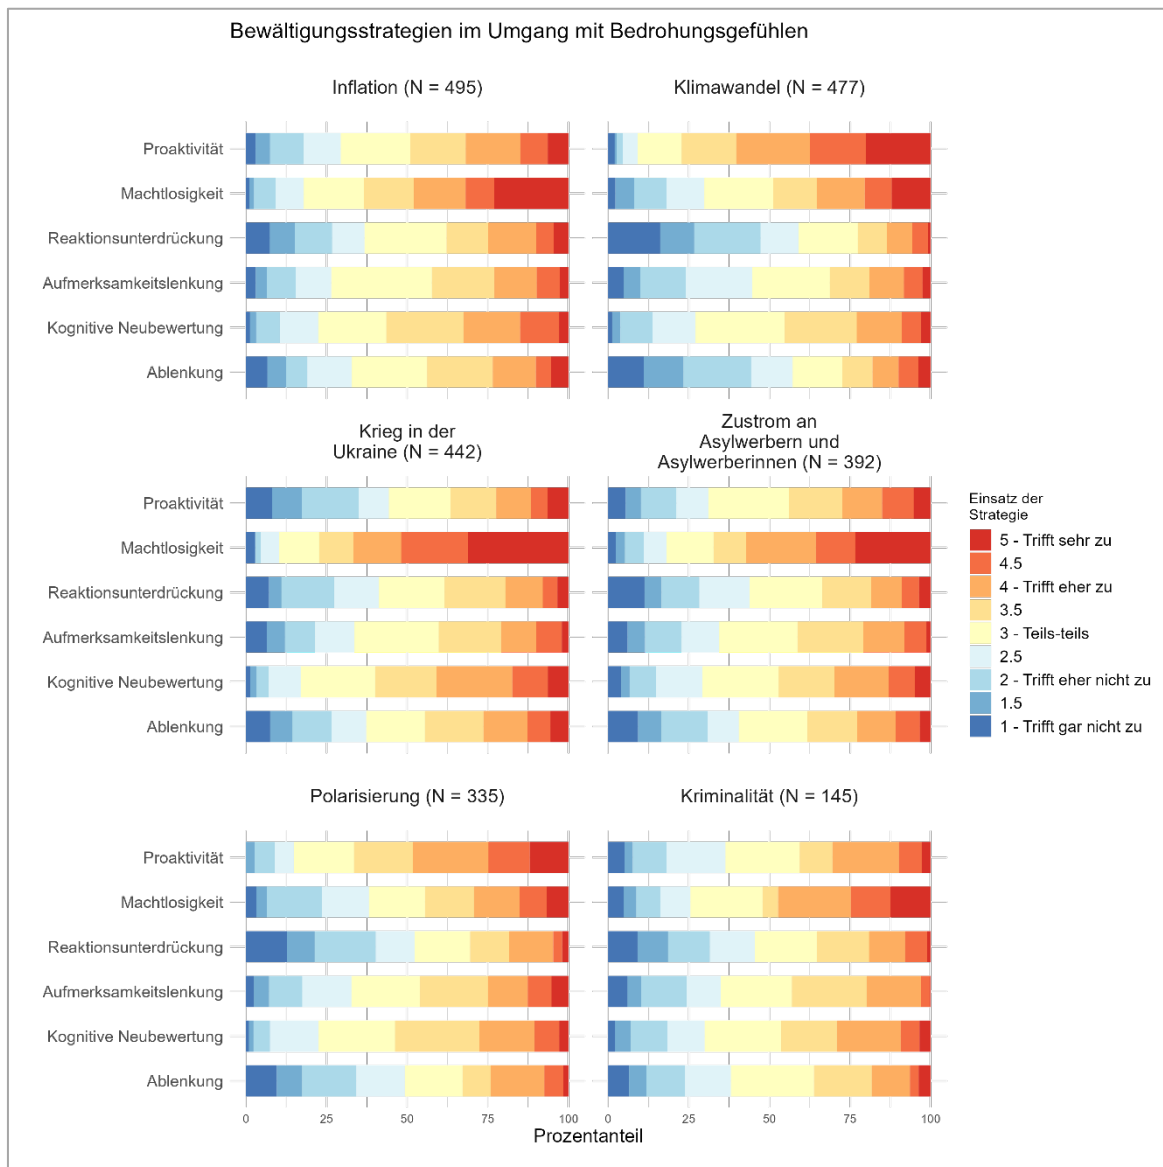 Bewältigungsstrategien im Umgang mit Bedrohungsgefühlen
Inflation (N = 495)
Klimawandel (N = 477)
Proaktivität
Machtlosigkeit
Reaktionsunterdrückung
Aufmerksamkeitslenkung
Kognitive Neubewertung
Ablenkung
Krieg in der
Ukraine (N = 442)
Zustrom an
Asylwerbern und
Asylwerberinnen (N = 392)
Proaktivität
Machtlosigkeit
Reaktionsunterdrückung
Aufmerksamkeitslenkung
Kognitive Neubewertung
Ablenkung
Einsatz der
Strategie
5 - Trifft sehr zu
4.5
4 - Trifft eher zu
3.5
3 - Teils-teils
2.5
2 - Trifft eher nicht zu
1.5
1 - Trifft gar nicht zu
Polarisierung (N = 335)
Kriminalität (N = 145)
Proaktivität
Machtlosigkeit
Reaktionsunterdrückung
Aufmerksamkeitslenkung
Kognitive Neubewertung
Ablenkung
0 25 50 75 100
0 25 50 75 100
Prozentanteil